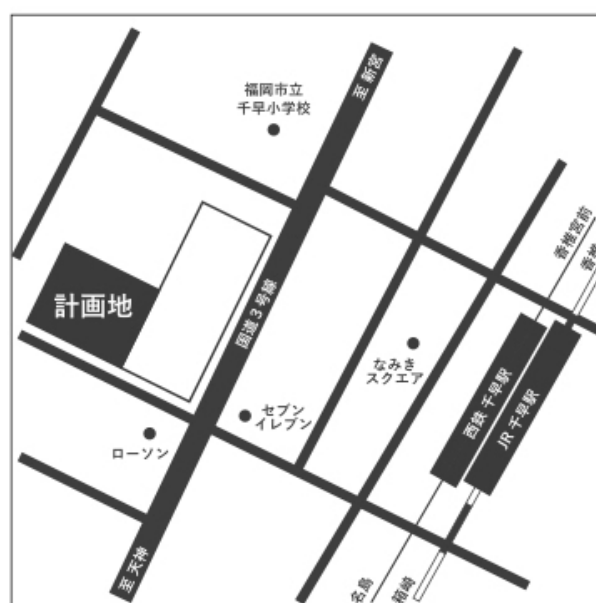 福岡市立
千早小学校
至 新宮
香椎宮前
香椎
国道3号線
計画地
なみき
スクエア
西鉄 千早駅
JR 千早駅
セブン
イレブン
ローソン
至 天神
名島
箱崎